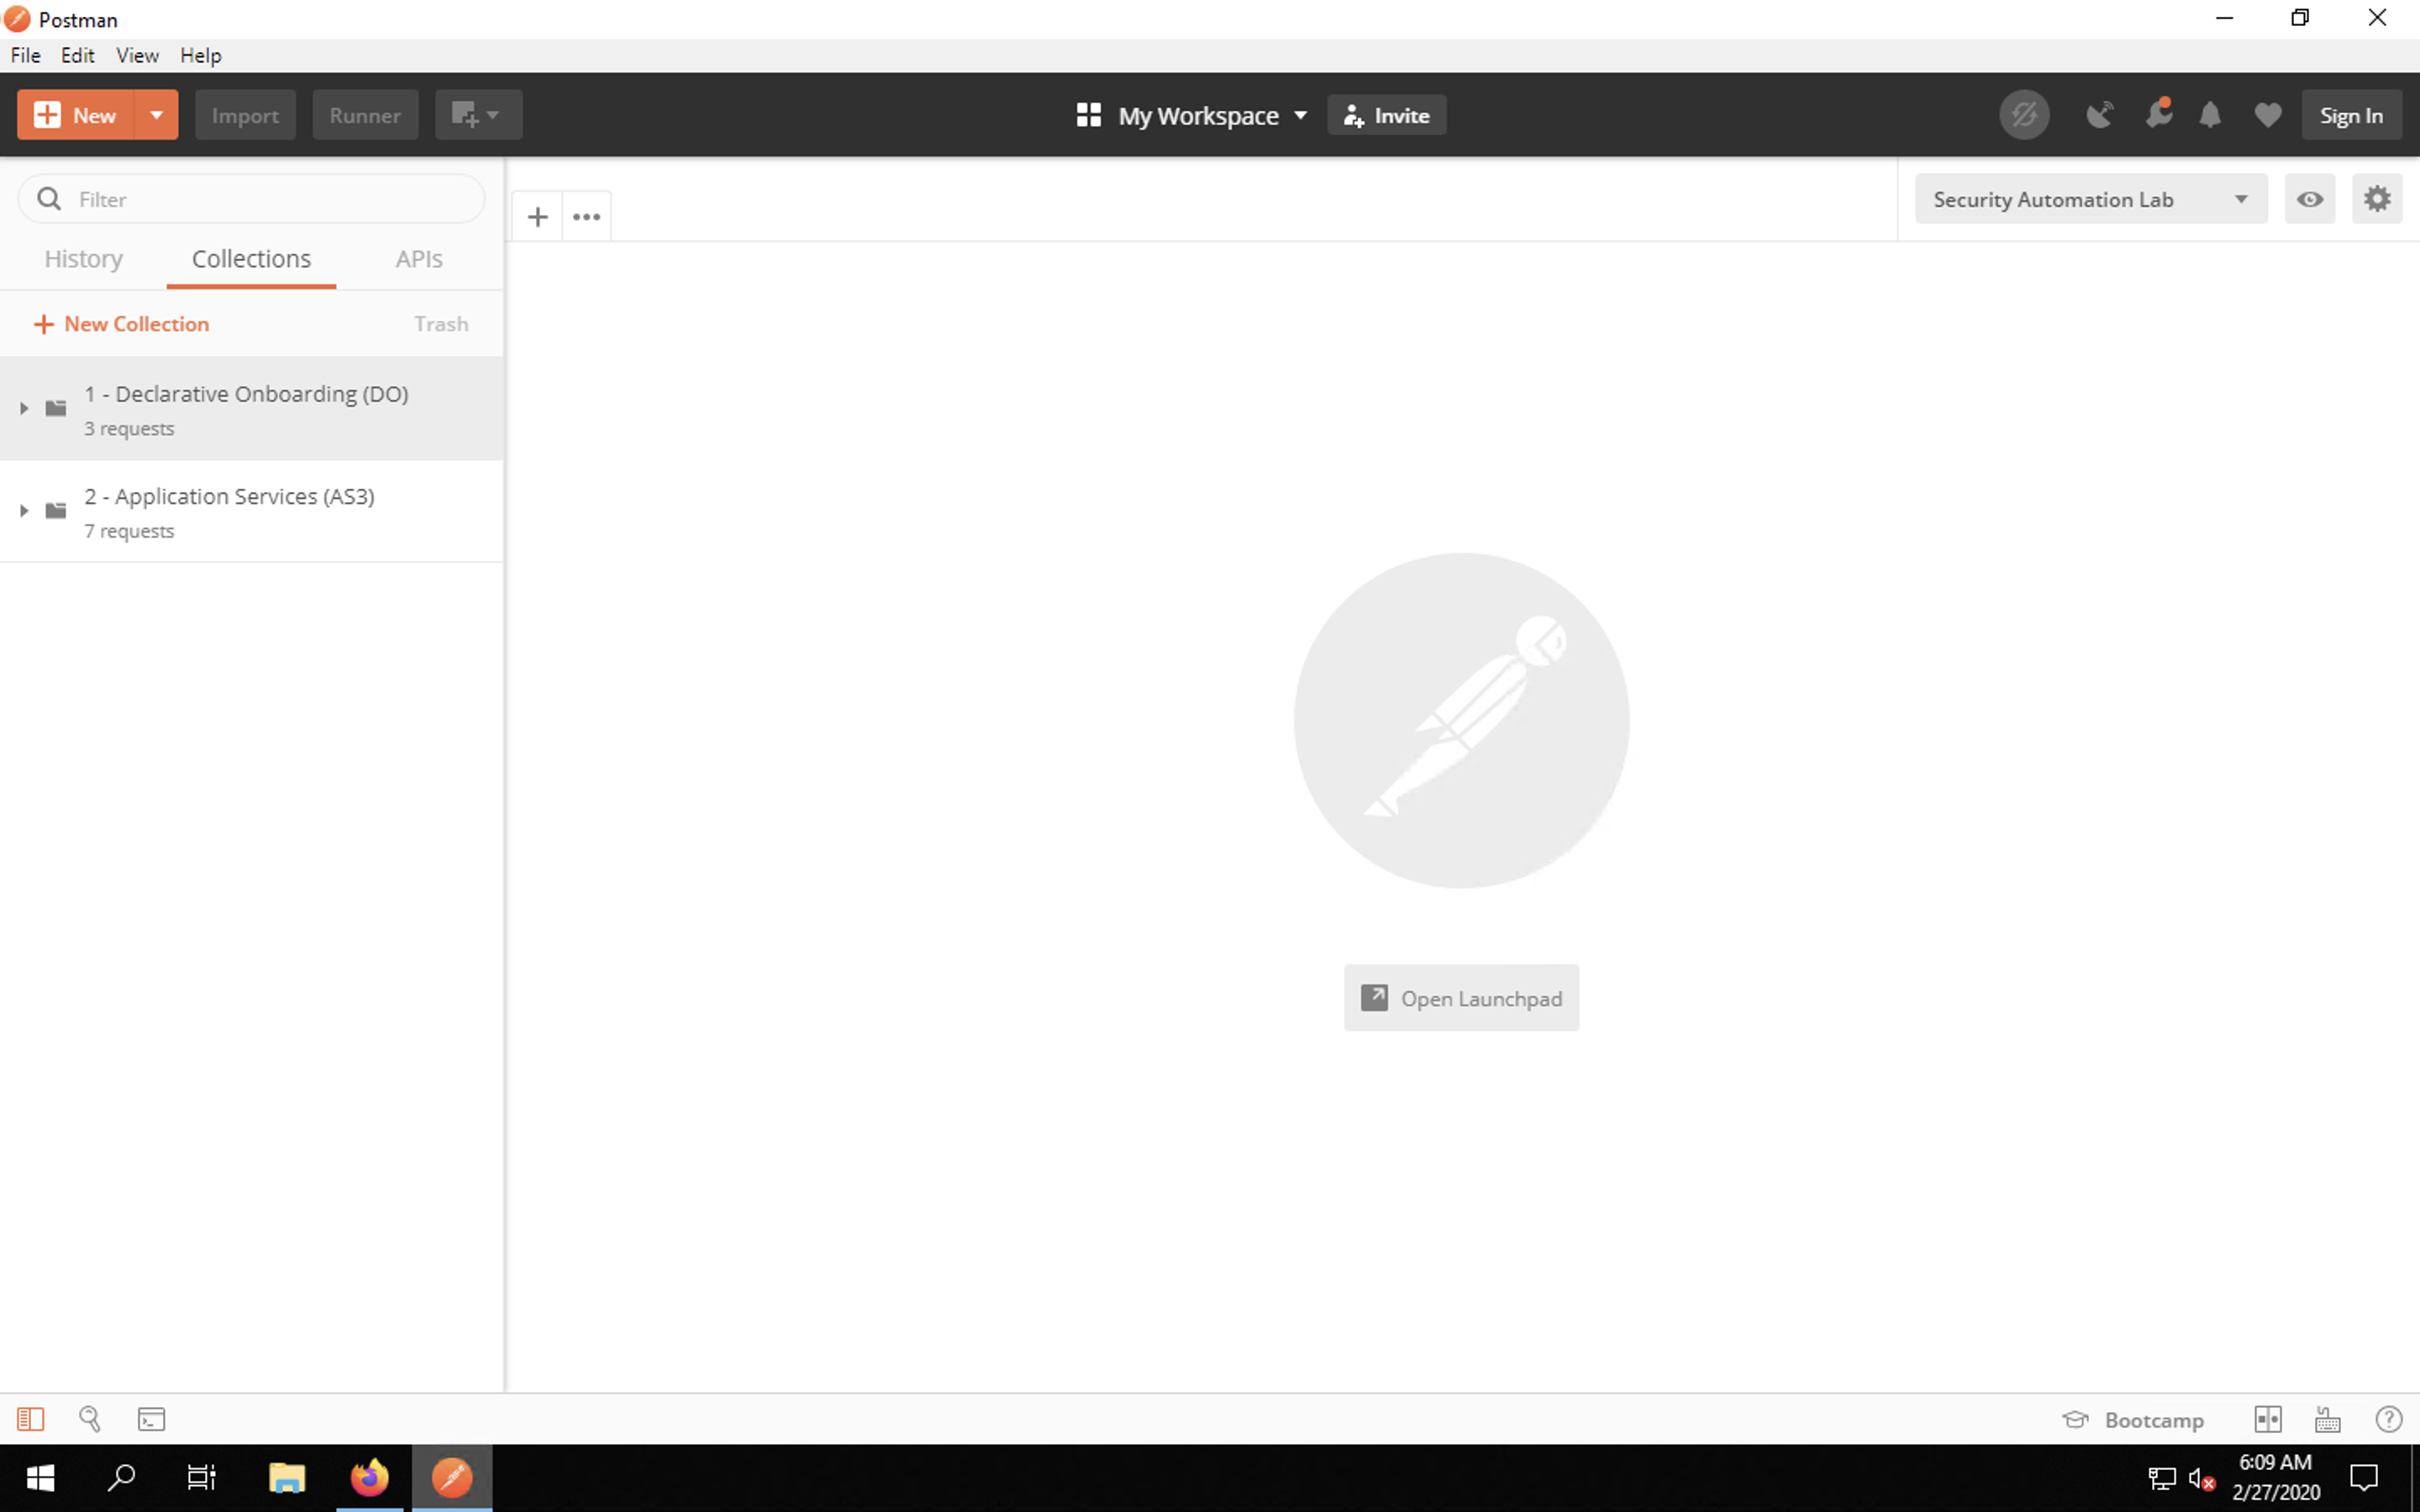 Postman
File Edit View Help
New Import Runner My Workspace Invite Sign In
Filter
Security Automation Lab
History Collections APIs
New Collection Trash
1 - Declarative Onboarding (DO)
3 requests
2 - Application Services (AS3)
7 requests
Open Launchpad
Bootcamp
6:09 AM
2/27/2020